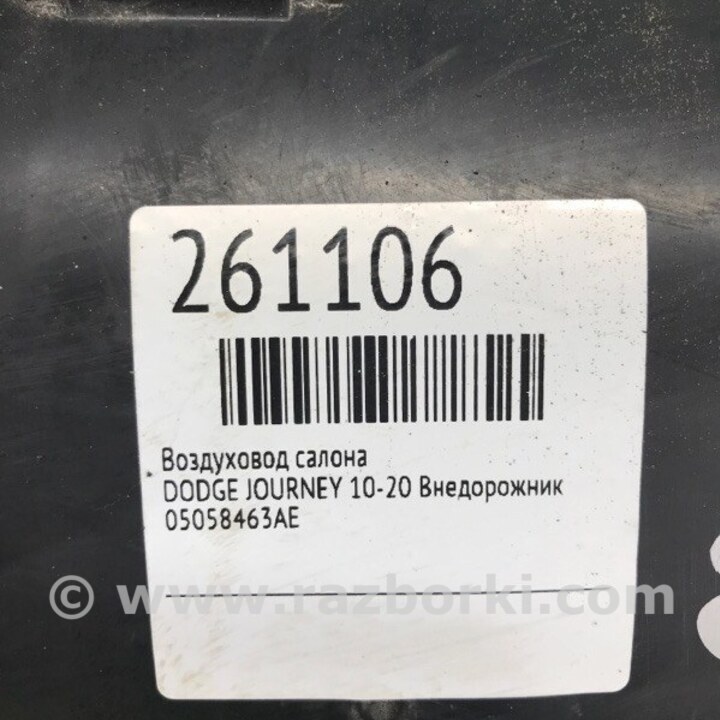 261106
Воздуховод салона
DODGE JOURNEY 10-20 Внедорожник
05058463AE
© www.razborki.com